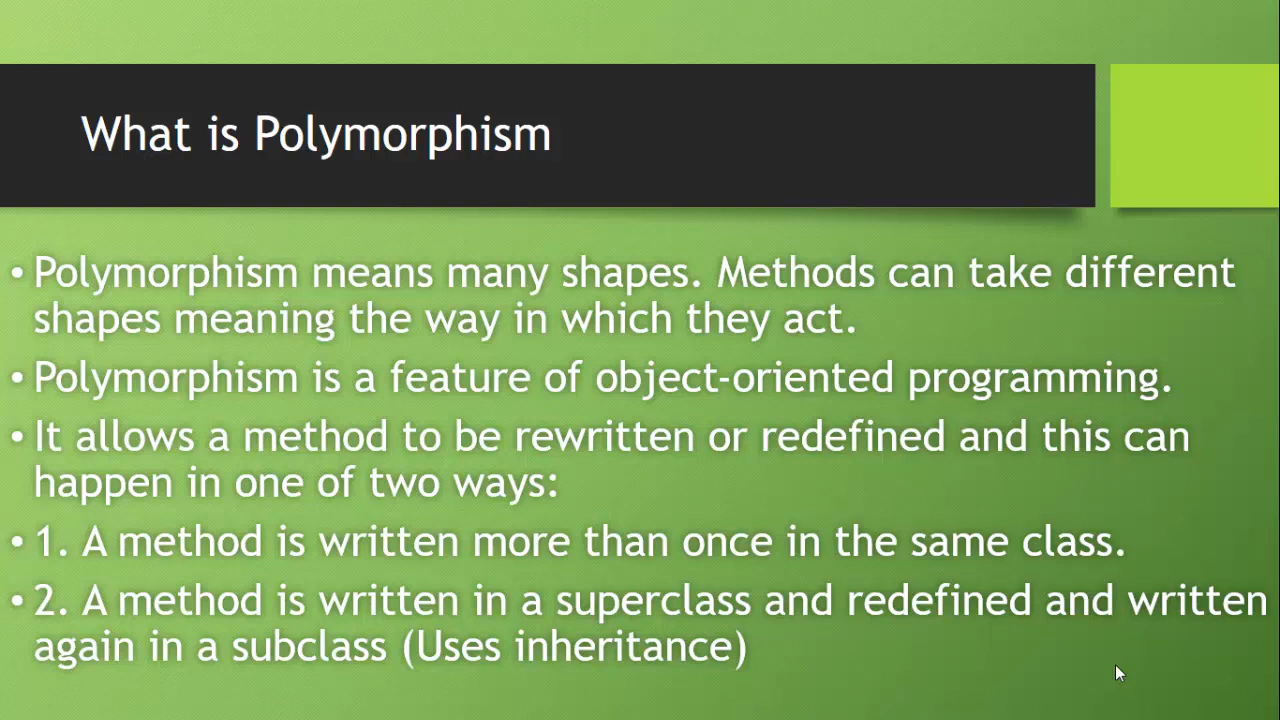 What is Polymorphism
• Polymorphism means many shapes. Methods can take different
shapes meaning the way in which they act.
• Polymorphism is a feature of object-oriented programming.
• It allows a method to be rewritten or redefined and this can
happen in one of two ways:
• 1. A method is written more than once in the same class.
• 2. A method is written in a superclass and redefined and written
again in a subclass (Uses inheritance)